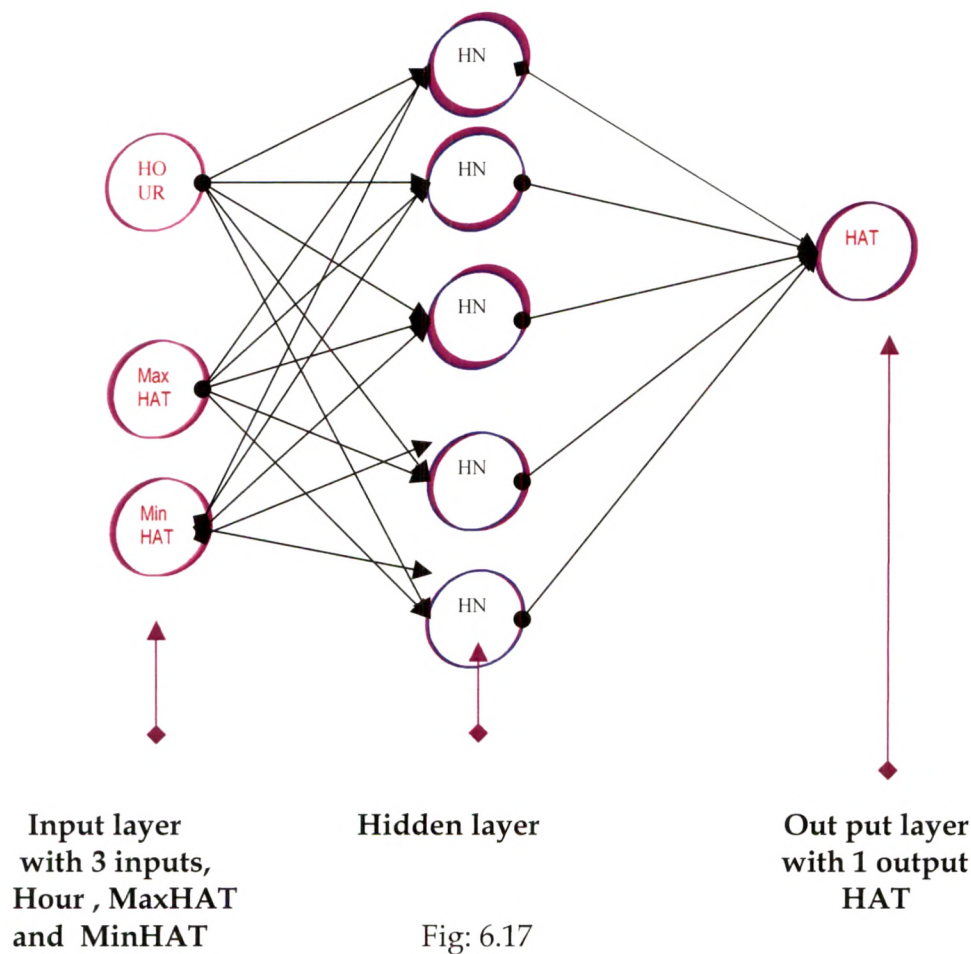 HN
HO
UR
HN
HAT
HN
Max
HAT
HN
Min
HAT
HN
Input layer
with 3 inputs,
Hour , MaxHAT
and MinHAT
Hidden layer
Out put layer
with 1 output
HAT
Fig: 6.17